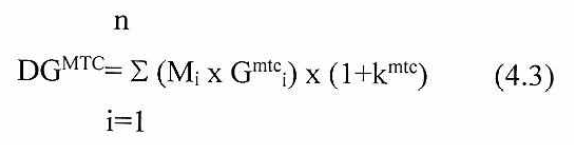 n
DG^MTC= Σ (M_i x G^mtc_i) x (1+k^mtc) (4.3)
i=1